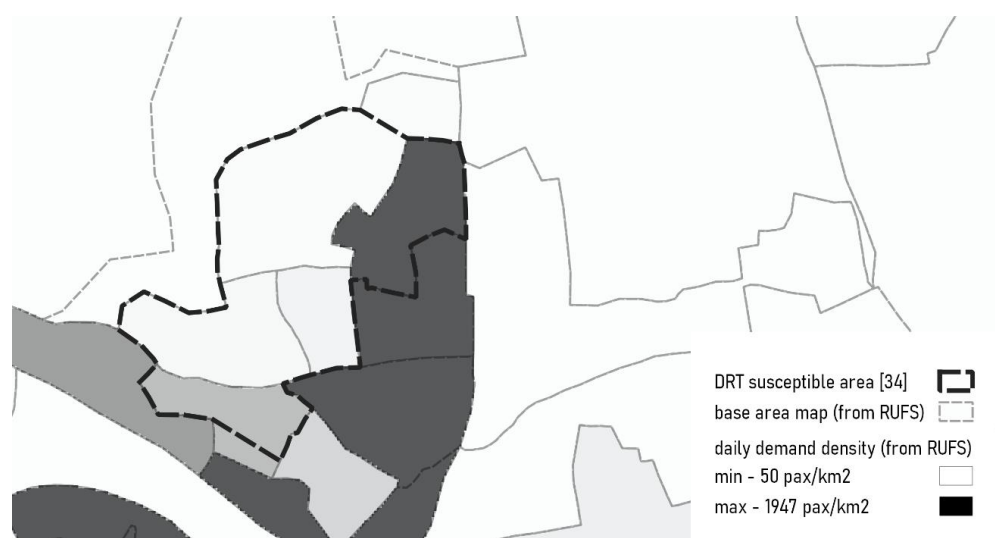 DRT susceptible area [34]
base area map (from RUFS)
daily demand density (from RUFS)
min - 50 pax/km2
max - 1947 pax/km2